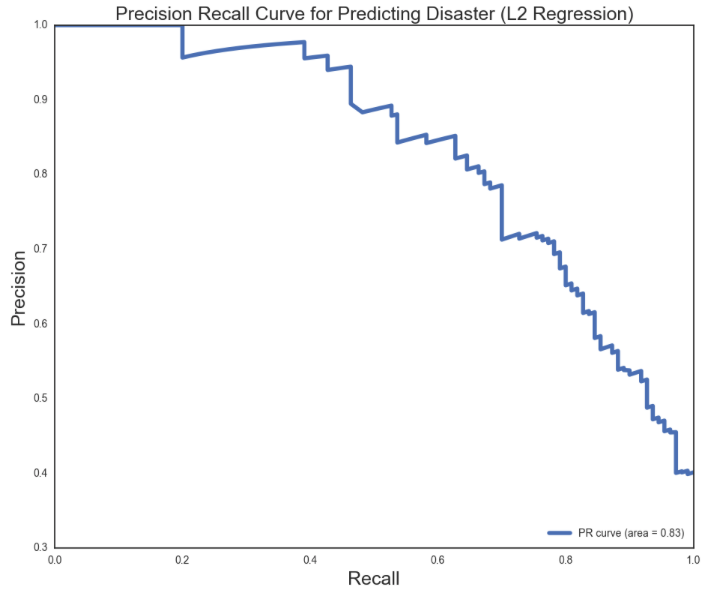 Precision Recall Curve for Predicting Disaster (L2 Regression)
1.0
0.9
0.8
0.7
0.6
0.5
0.4
0.3
Precision
PR curve (area = 0.83)
0.0 0.2 0.4 0.6 0.8 1.0
Recall